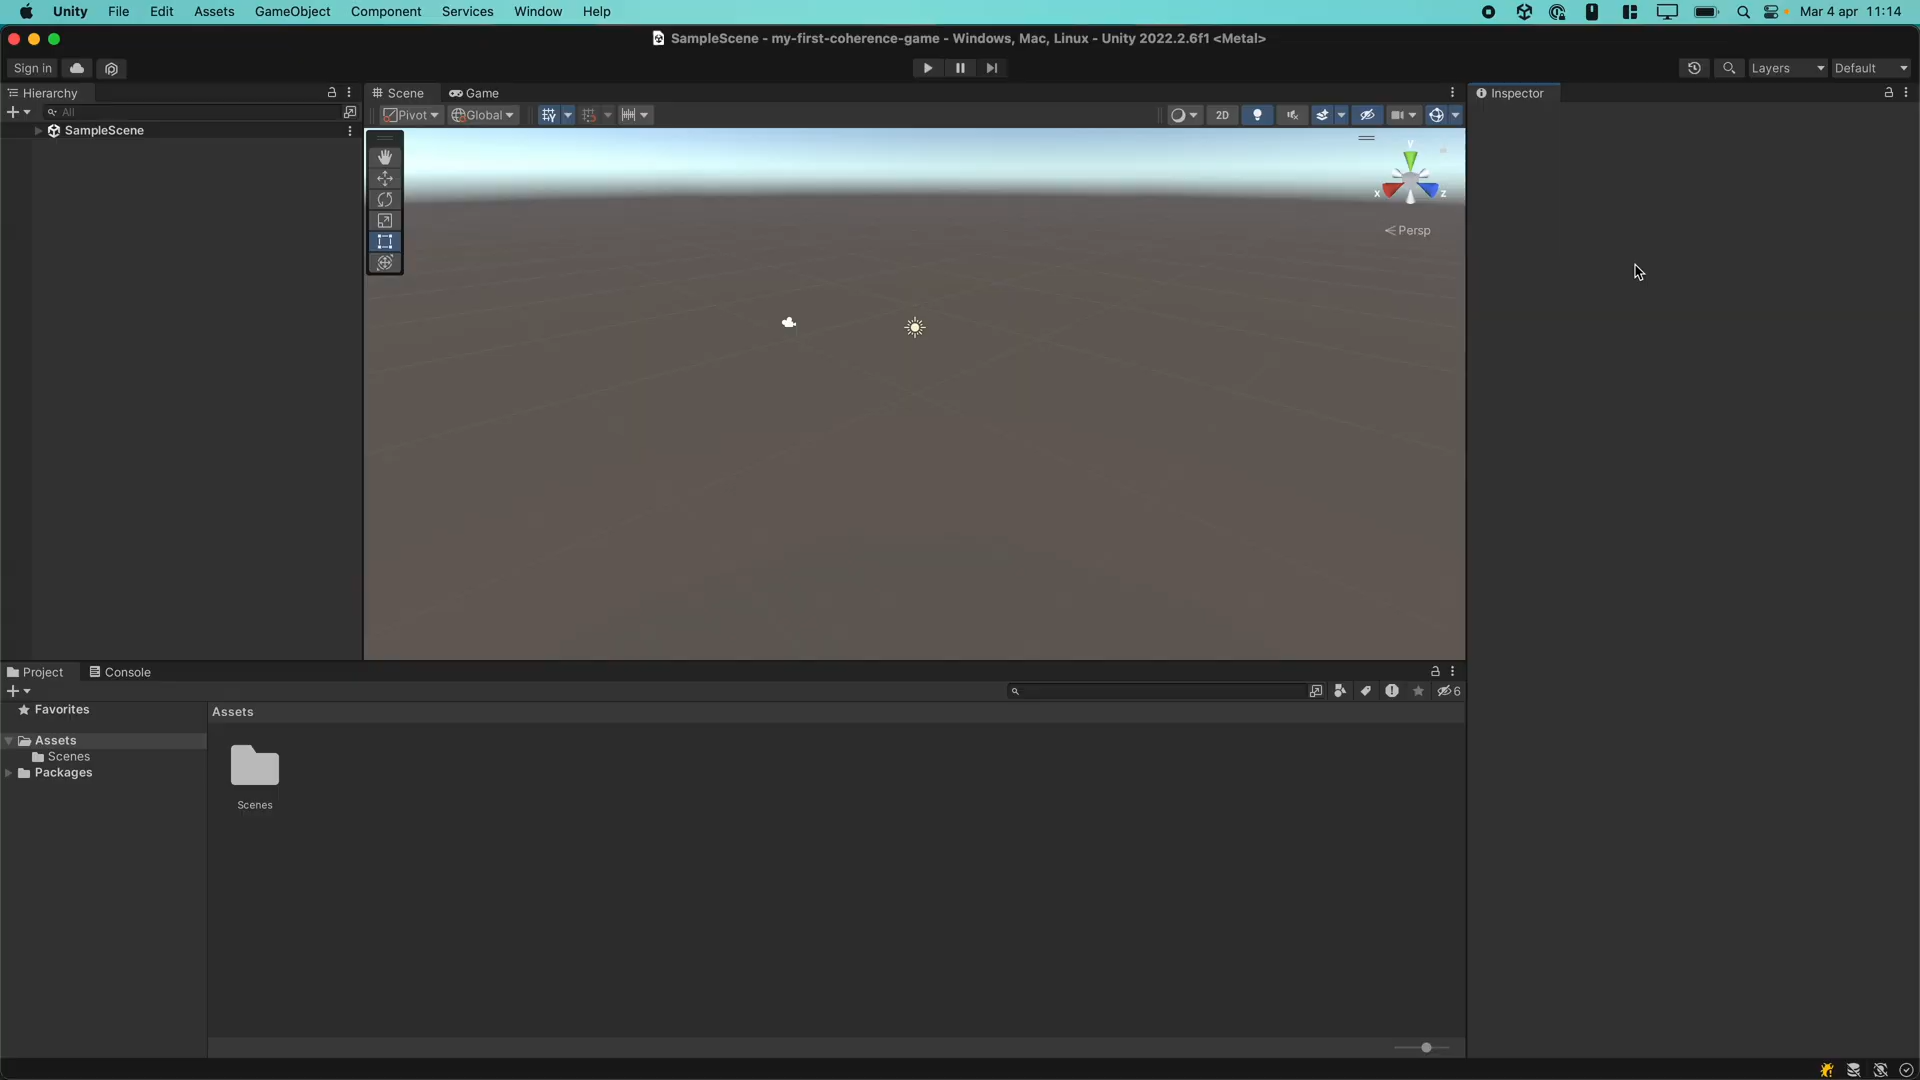 Unity File Edit Assets GameObject Component Services Window Help Mar 4 apr 11:14
SampleScene - my-first-coherence-game - Windows, Mac, Linux - Unity 2022.2.6f1 <Metal>
Sign in Layers Default
Hierarchy Scene Game Inspector
All Pivot Global 2D
SampleScene
y
x z
Persp
Project Console
6
Favorites Assets
Assets
Scenes
Packages
Scenes